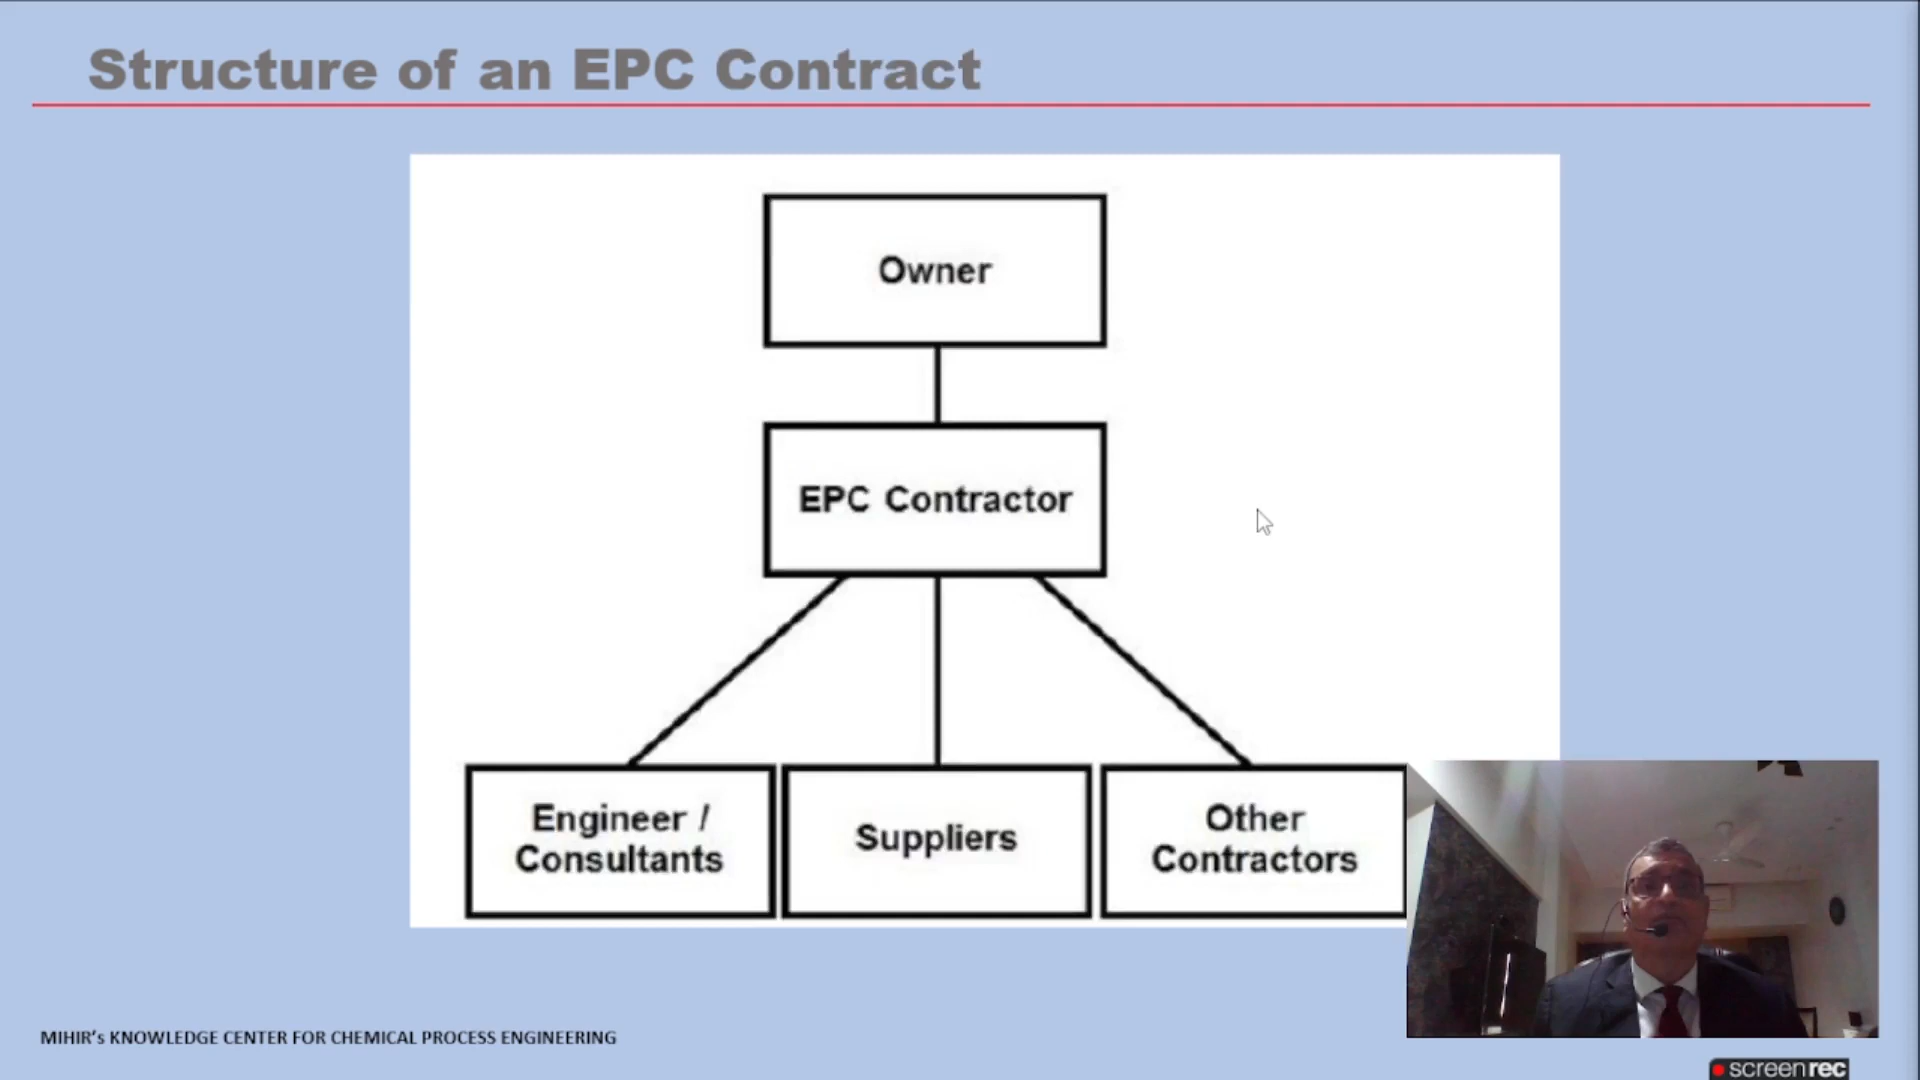 Structure of an EPC Contract
Owner
EPC Contractor
Engineer /
Consultants
Suppliers
Other
Contractors
MIHIR's KNOWLEDGE CENTER FOR CHEMICAL PROCESS ENGINEERING
screenrec